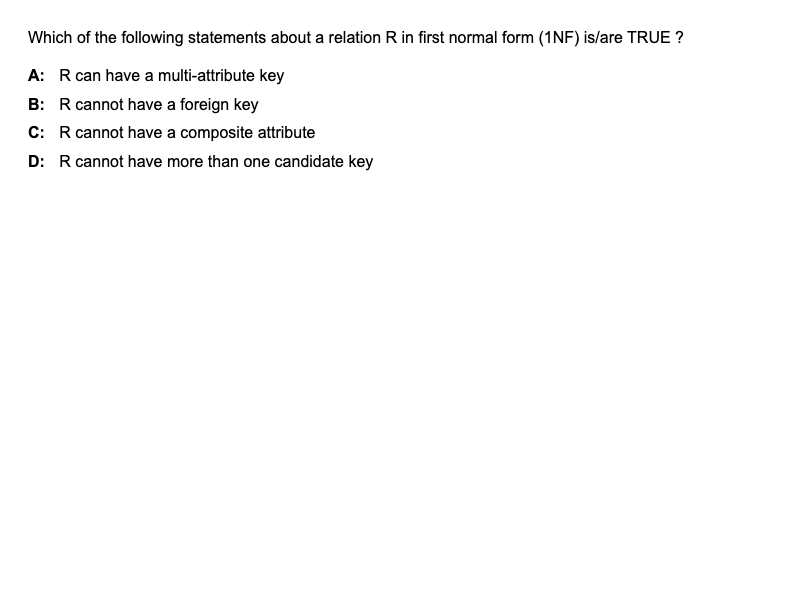 Which of the following statements about a relation R in first normal form (1NF) is/are TRUE ?
A: R can have a multi-attribute key
B: R cannot have a foreign key
C: R cannot have a composite attribute
D: R cannot have more than one candidate key